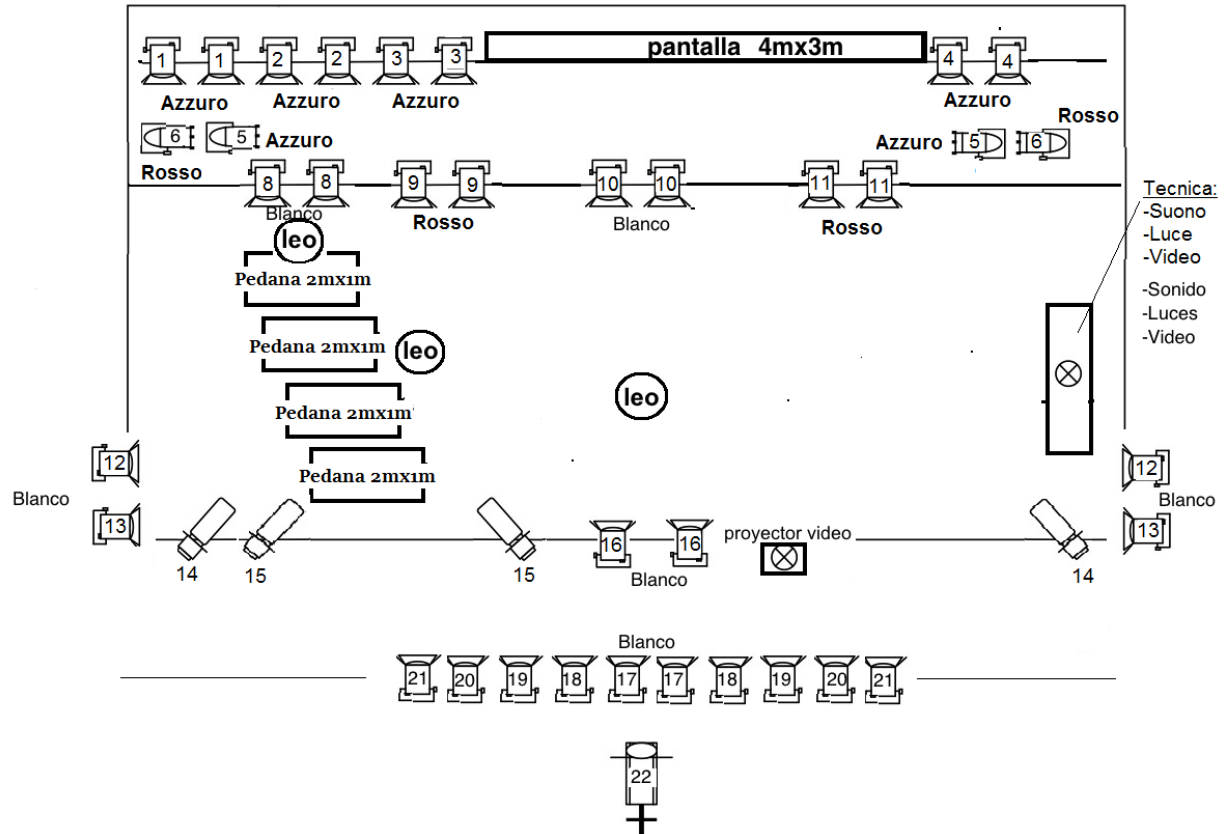 pantalla 4mx3m
1 1 2 2 3 3 4 4
Azzuro Azzuro Azzuro Azzuro
Rosso
6 5 Azzuro Azzuro 5 6
Rosso
8 8 9 9 10 10 11 11
Blanco Rosso Blanco Rosso
Tecnica:
-Suono
-Luce
-Video
-Sonido
-Luces
-Video
leo
Pedana 2mx1m
Pedana 2mx1m
leo
Pedana 2mx1m
leo
Pedana 2mx1m
12 12
Blanco Blanco
13 13
proyector video
16 16
14 15 15 14
Blanco
Blanco
21 20 19 18 17 17 18 19 20 21
22